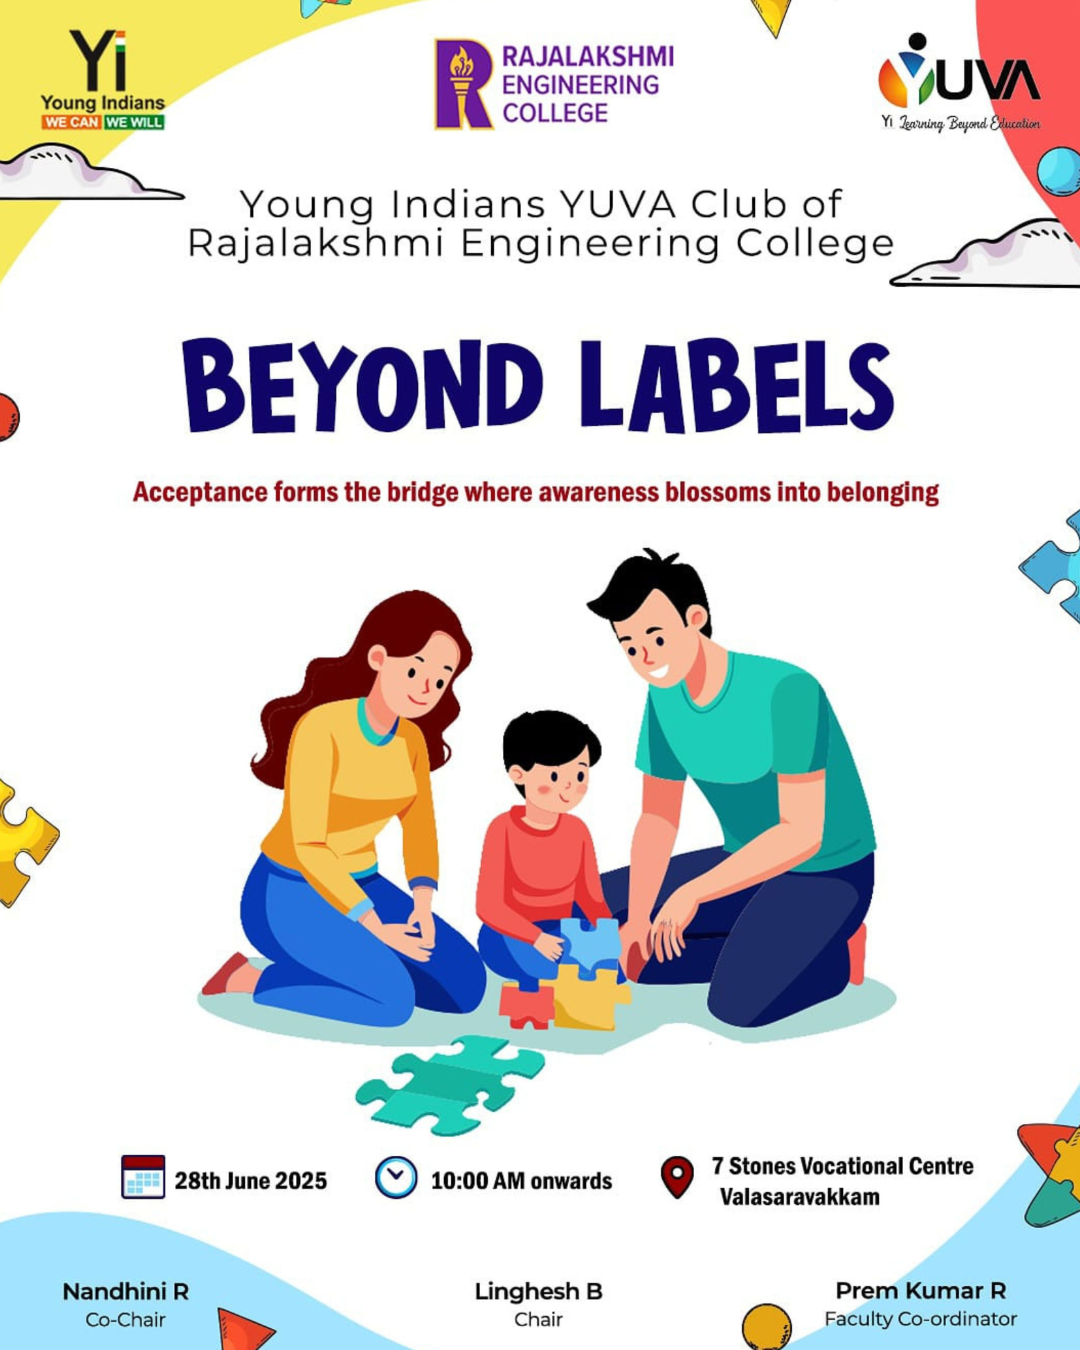 Yi
Young Indians
WE CAN WE WILL
R RAJALAKSHMI
ENGINEERING
COLLEGE
YUVA
Yi Learning Beyond Education
Young Indians YUVA Club of
Rajalakshmi Engineering College
BEYOND LABELS
Acceptance forms the bridge where awareness blossoms into belonging
28th June 2025
10:00 AM onwards
7 Stones Vocational Centre
Valasaravakkam
Nandhini R
Co-Chair
Linghesh B
Chair
Prem Kumar R
Faculty Co-ordinator